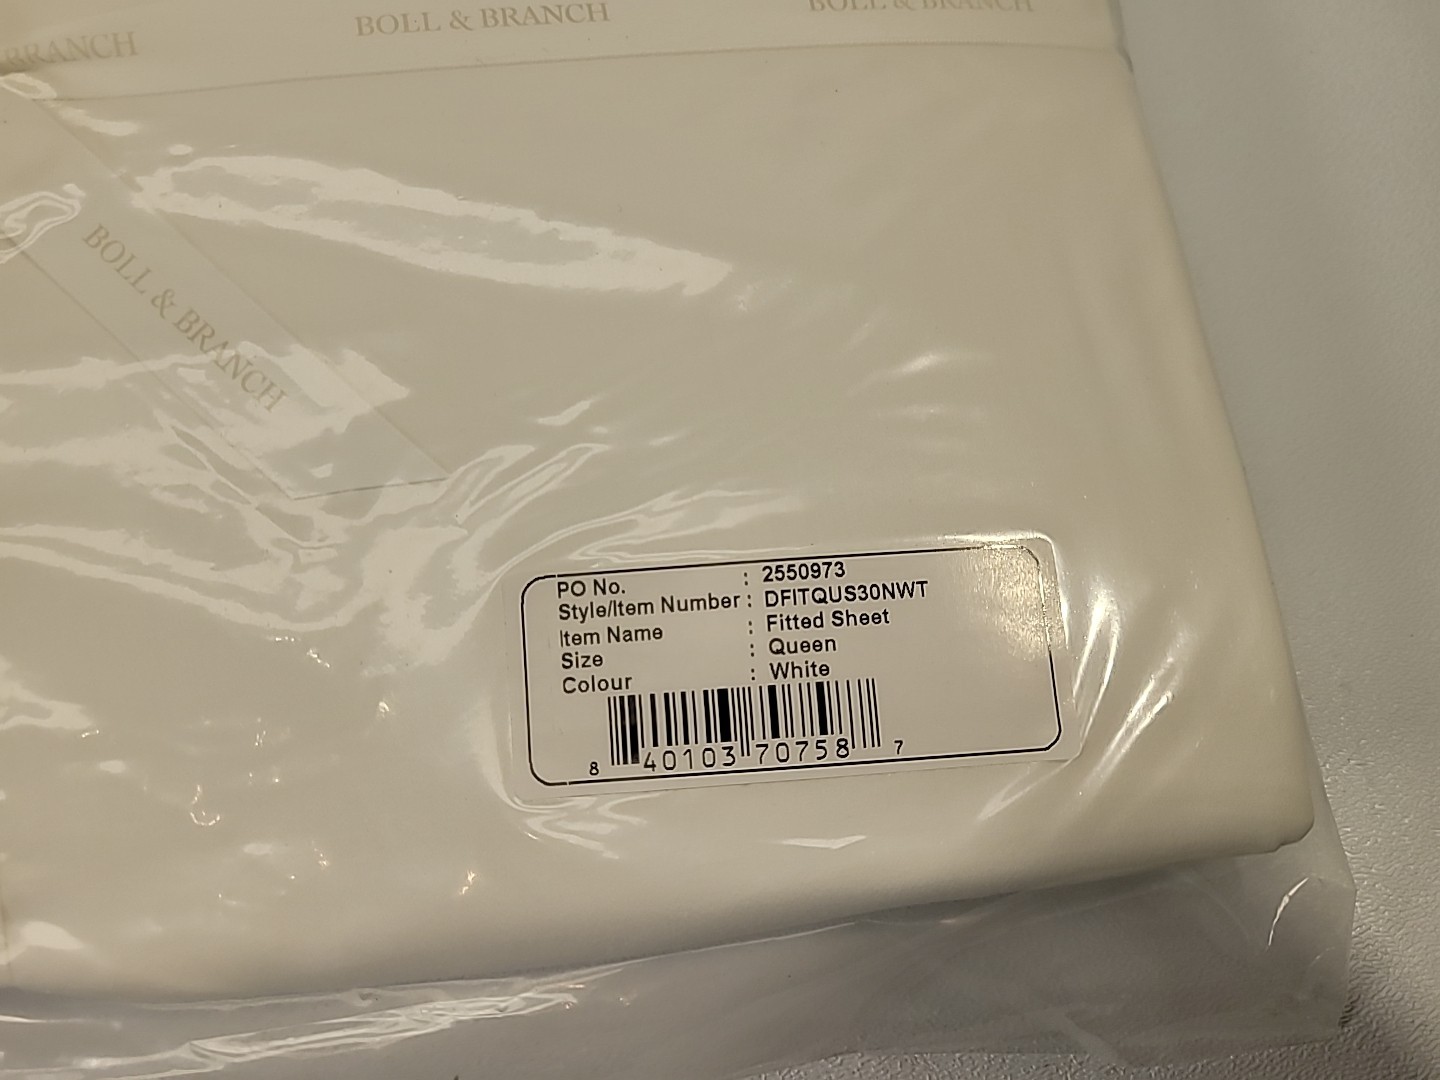 BOLL & BRANCH
BOLL & BRANCH
BRANCH
BOLL & BRANCH
PO No. : 2550973
Style/Item Number : DFITQUS30NWT
Item Name : Fitted Sheet
Size : Queen
Colour : White
8 40103 70758 7